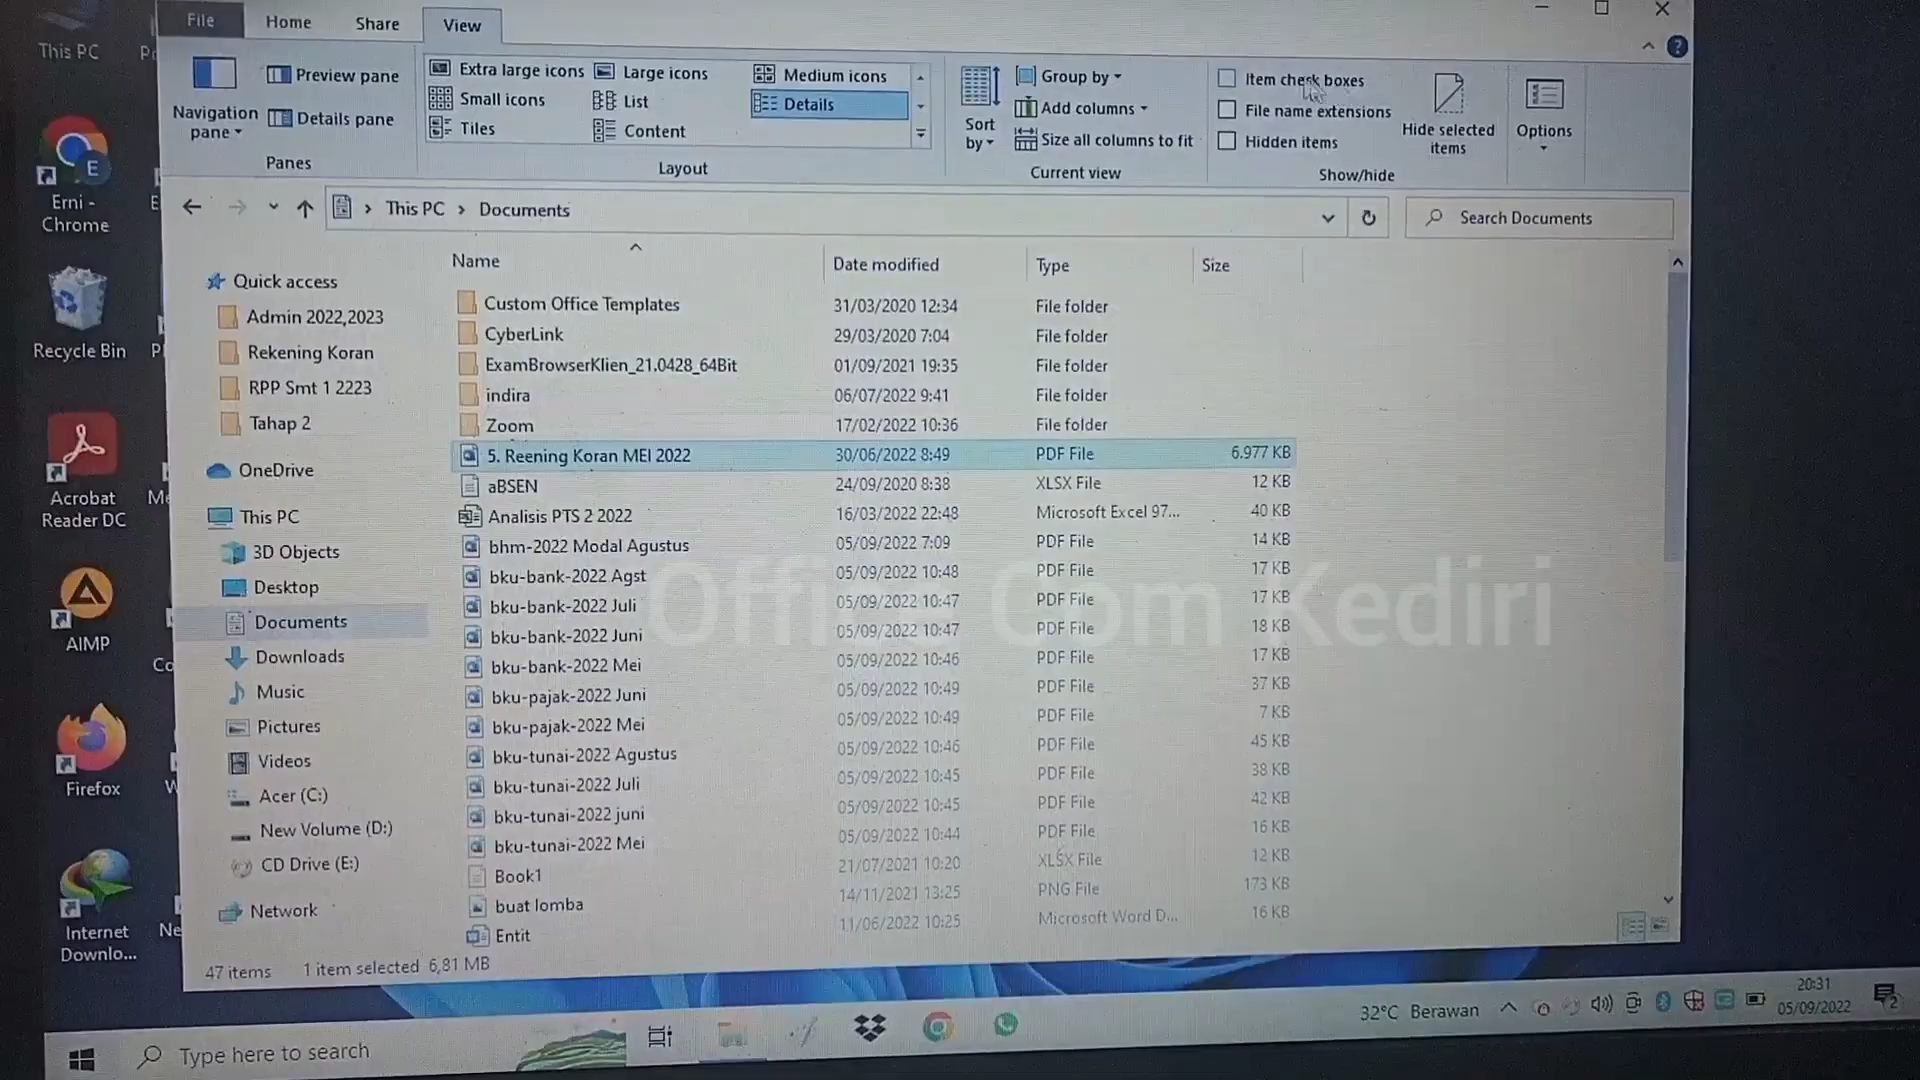 File Home Share View
Navigation pane
Preview pane
Details pane
Panes
Extra large icons Large icons Medium icons
Small icons List Details
Tiles Content
Layout
Sort by
Group by
Add columns
Size all columns to fit
Current view
Item check boxes
File name extensions
Hidden items
Hide selected items
Show/hide
Options
This PC > Documents
Search Documents
This PC
Erni - Chrome
Recycle Bin
Acrobat Reader DC
AIMP
Firefox
Internet Downlo...
Quick access
Admin 2022,2023
Rekening Koran
RPP Smt 1 2223
Tahap 2
OneDrive
This PC
3D Objects
Desktop
Documents
Downloads
Music
Pictures
Videos
Acer (C:)
New Volume (D:)
CD Drive (E:)
Network
Name Date modified Type Size
Custom Office Templates 31/03/2020 12:34 File folder
CyberLink 29/03/2020 7:04 File folder
ExamBrowserKlien_21.0428_64Bit 01/09/2021 19:35 File folder
indira 06/07/2022 9:41 File folder
Zoom 17/02/2022 10:36 File folder
5. Reening Koran MEI 2022 30/06/2022 8:49 PDF File 6.977 KB
aBSEN 24/09/2020 8:38 XLSX File 12 KB
Analisis PTS 2 2022 16/03/2022 22:48 Microsoft Excel 97... 40 KB
bhm-2022 Modal Agustus 05/09/2022 7:09 PDF File 14 KB
bku-bank-2022 Agst 05/09/2022 10:48 PDF File 17 KB
bku-bank-2022 Juli 05/09/2022 10:47 PDF File 17 KB
bku-bank-2022 Juni 05/09/2022 10:47 PDF File 18 KB
bku-bank-2022 Mei 05/09/2022 10:46 PDF File 17 KB
bku-pajak-2022 Juni 05/09/2022 10:49 PDF File 37 KB
bku-pajak-2022 Mei 05/09/2022 10:49 PDF File 7 KB
bku-tunai-2022 Agustus 05/09/2022 10:46 PDF File 45 KB
bku-tunai-2022 Juli 05/09/2022 10:45 PDF File 38 KB
bku-tunai-2022 juni 05/09/2022 10:45 PDF File 42 KB
bku-tunai-2022 Mei 05/09/2022 10:44 PDF File 16 KB
Book1 21/07/2021 10:20 XLSX File 12 KB
buat lomba 14/11/2021 13:25 PNG File 173 KB
Entit 11/06/2022 10:25 Microsoft Word D... 16 KB
Com Kediri
47 items 1 item selected 6,81 MB
Type here to search
32°C Berawan
20:31
05/09/2022
2